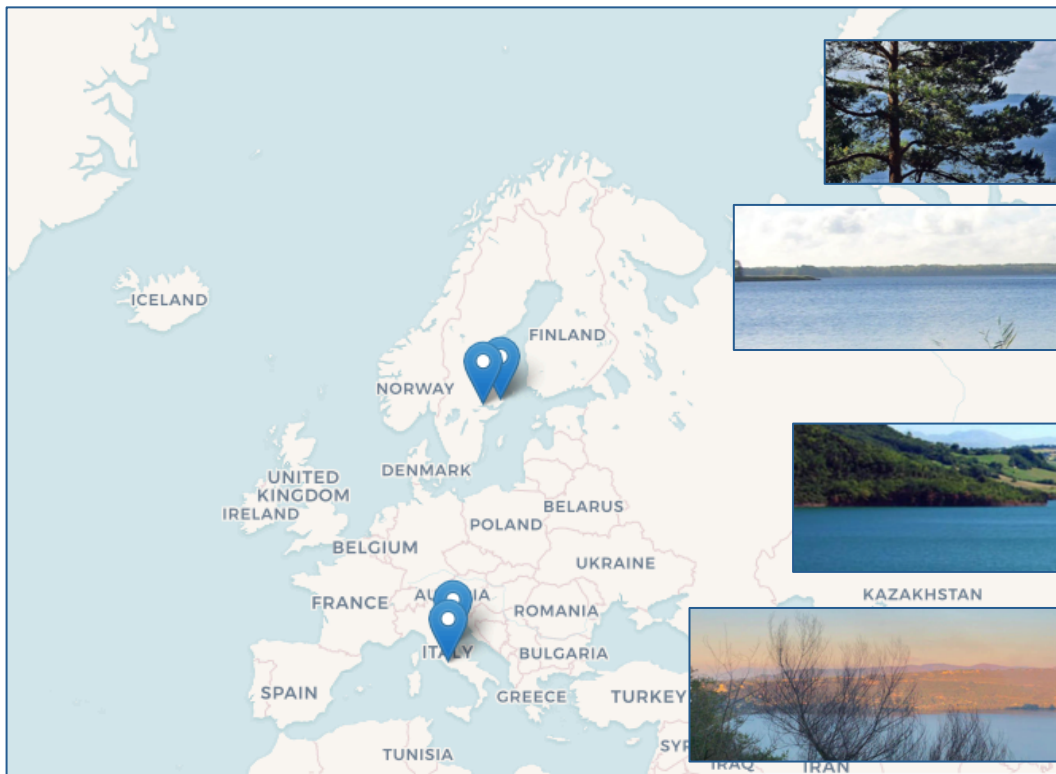 ICELAND
FINLAND
NORWAY
DENMARK
UNITED
KINGDOM
IRELAND
BELARUS
POLAND
BELGIUM
UKRAINE
KAZAKHSTAN
FRANCE
ROMANIA
ITALY
BULGARIA
SPAIN
GREECE
TURKEY
TUNISIA
IRAN